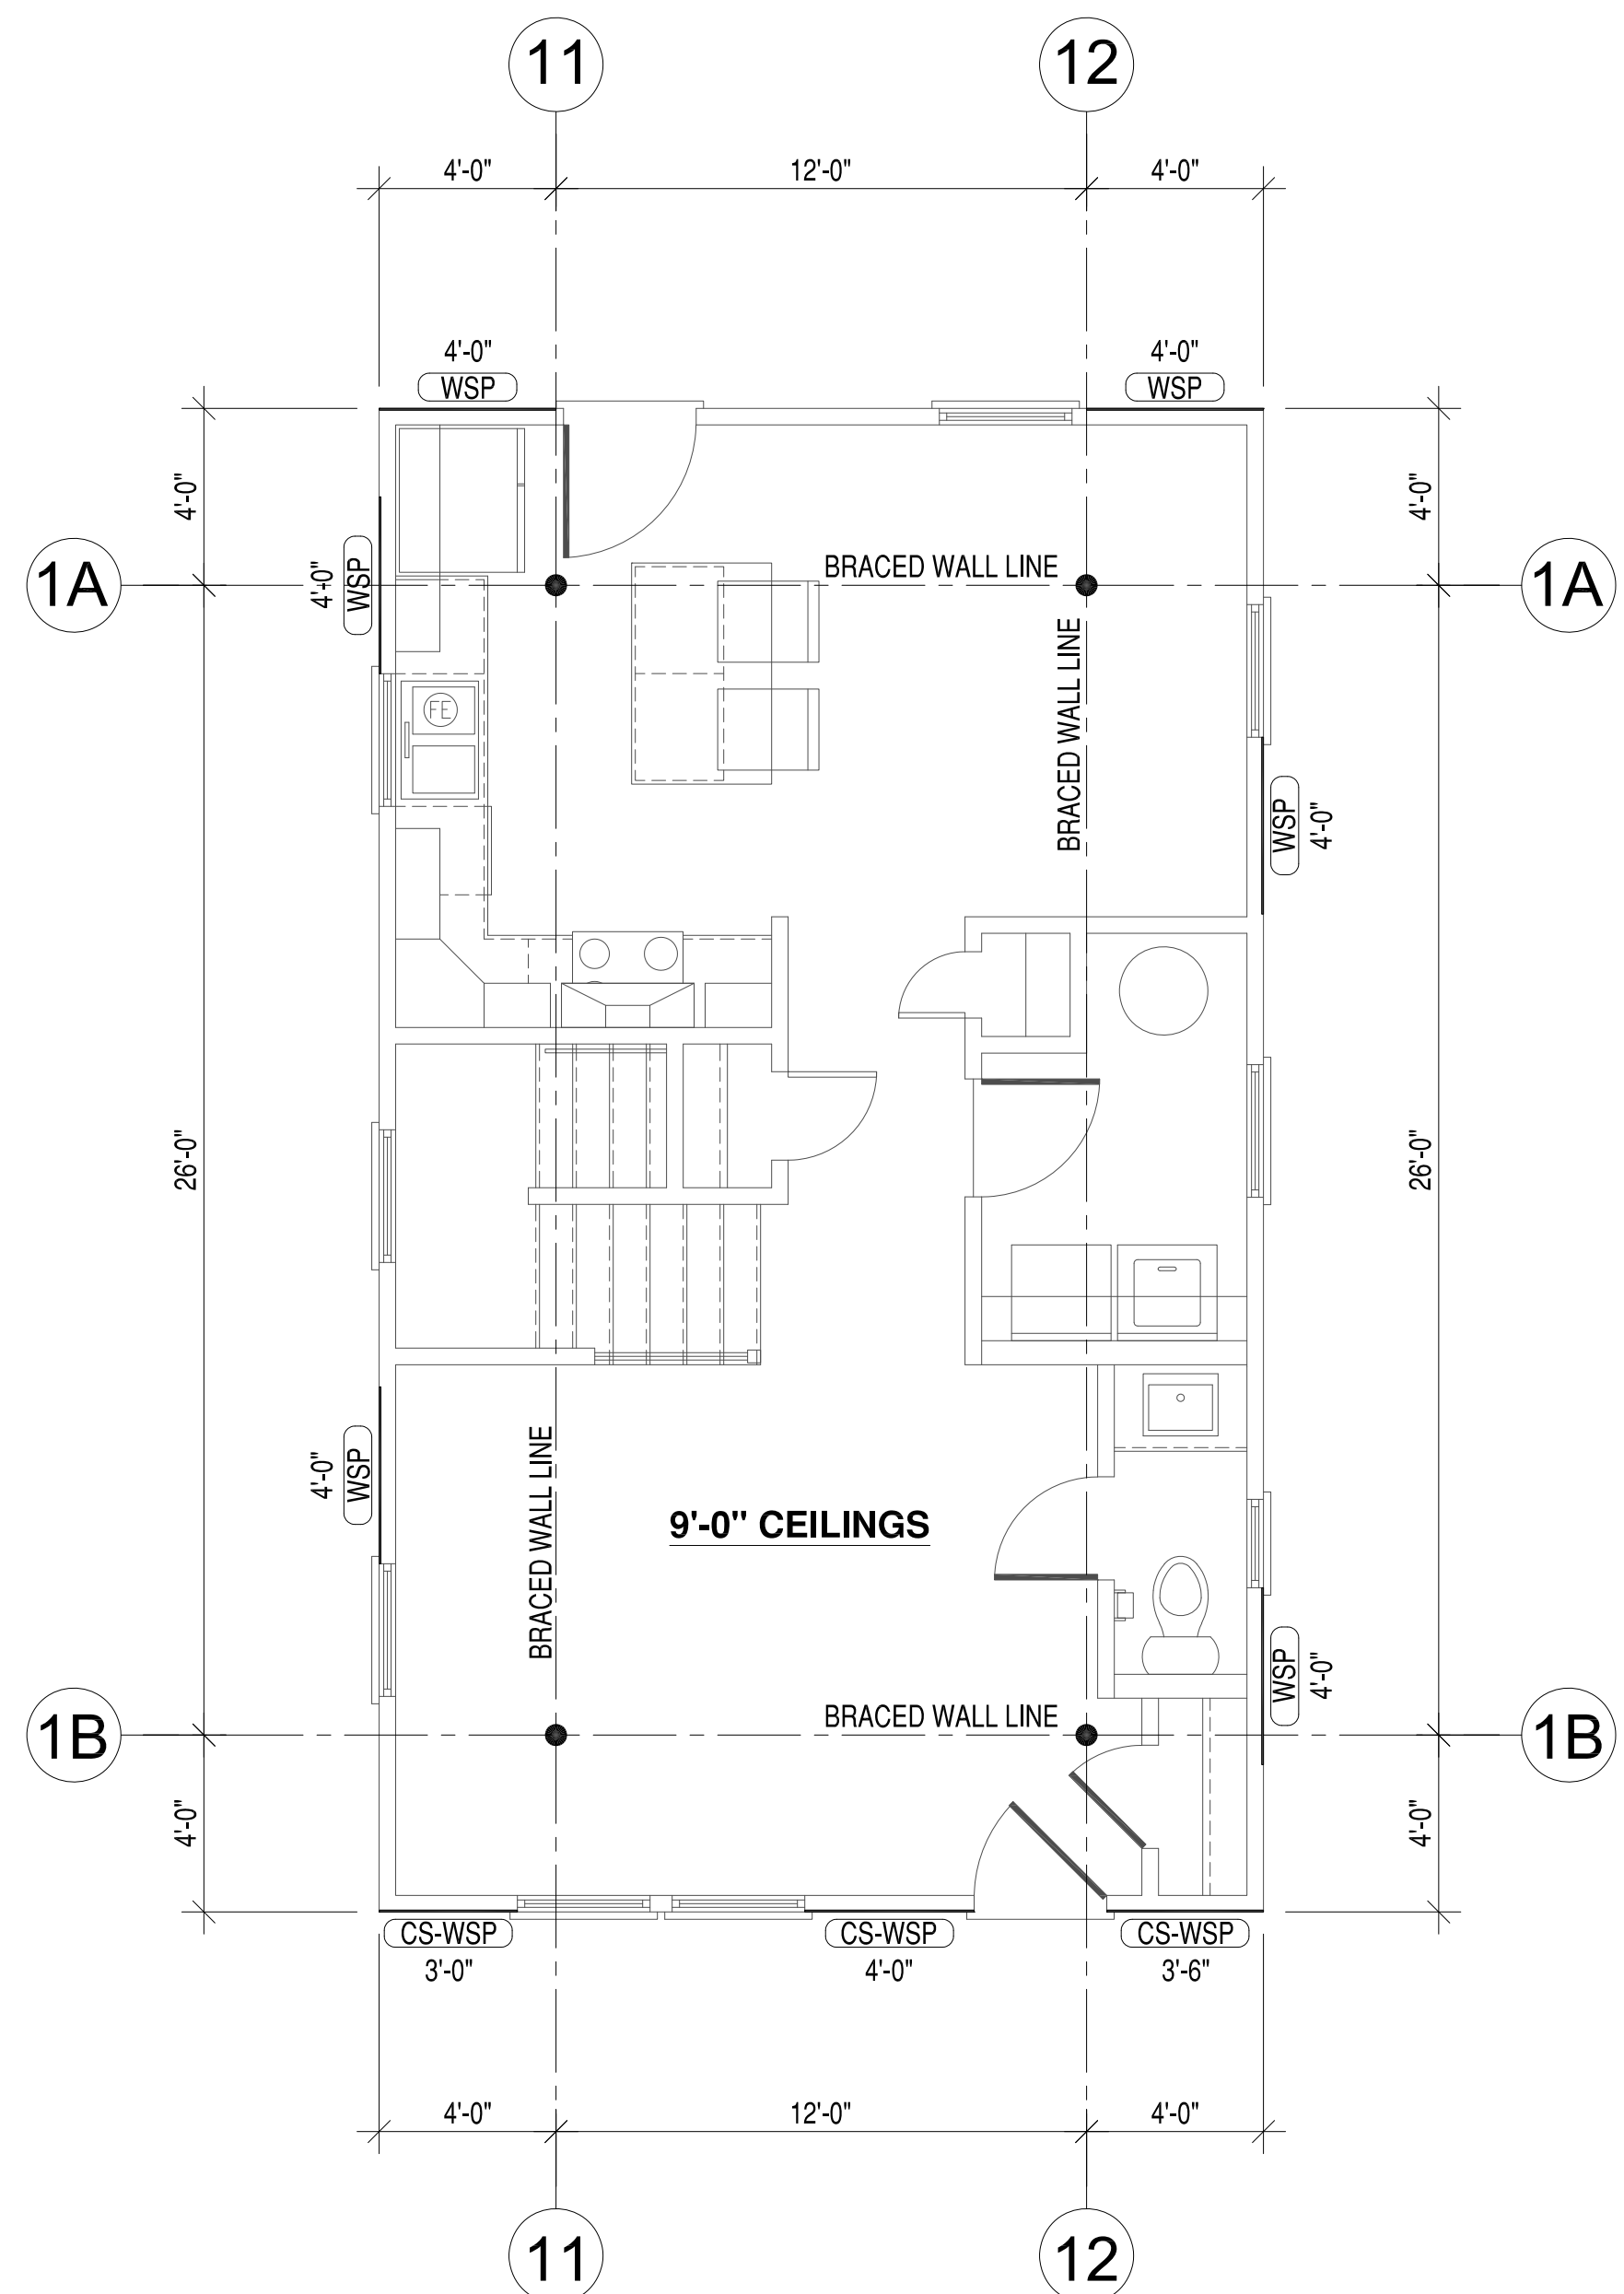 11
12
4'-0"
12'-0"
4'-0"
4'-0"
4'-0"
WSP
WSP
4'-0"
4'-0"
1A
4'-0"
WSP
BRACED WALL LINE
1A
BRACED WALL LINE
FE
WSP
4'-0"
26'-0"
26'-0"
4'-0"
WSP
BRACED WALL LINE
9'-0" CEILINGS
WSP
4'-0"
1B
BRACED WALL LINE
1B
4'-0"
4'-0"
CS-WSP
CS-WSP
CS-WSP
3'-0"
4'-0"
3'-6"
4'-0"
12'-0"
4'-0"
11
12